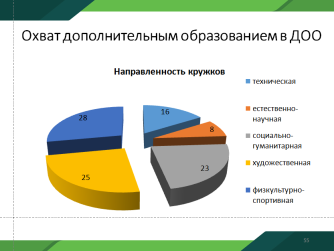 Охват дополнительным образованием в ДОО
Направленность кружков
16
8
23
25
28
техническая
естественно-
научная
социально-
гуманитарная
художественная
физкультурно-
спортивная